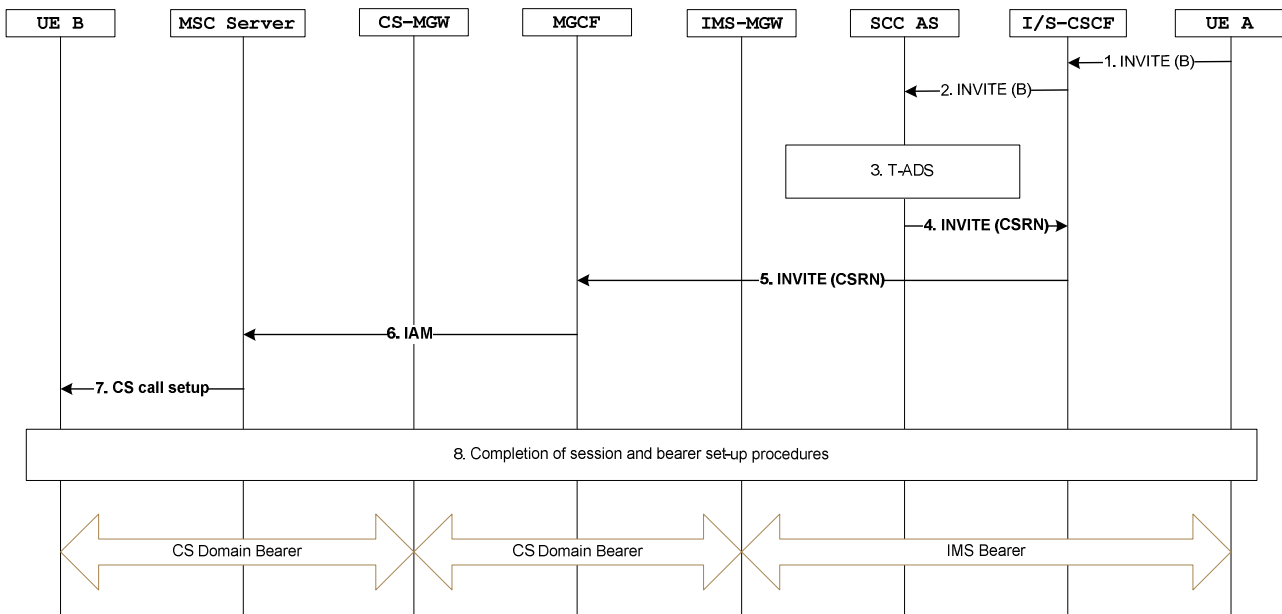 UE B
MSC Server
CS-MGW
MGCF
IMS-MGW
SCC AS
I/S-CSCF
UE A
1. INVITE (B)
2. INVITE (B)
3. T-ADS
4. INVITE (CSRN)
5. INVITE (CSRN)
6. IAM
7. CS call setup
8. Completion of session and bearer set-up procedures
CS Domain Bearer
CS Domain Bearer
IMS Bearer